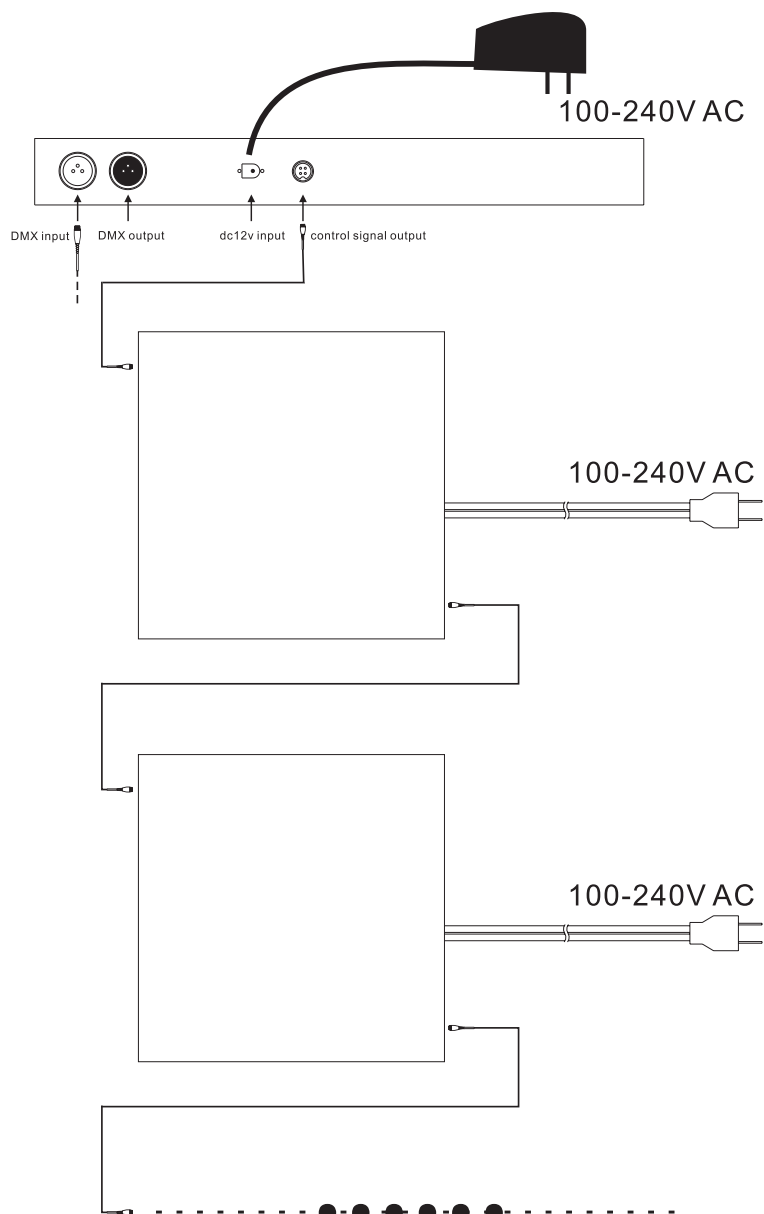 100-240V AC
DMX input
DMX output
dc12v input
control signal output
100-240V AC
100-240V AC